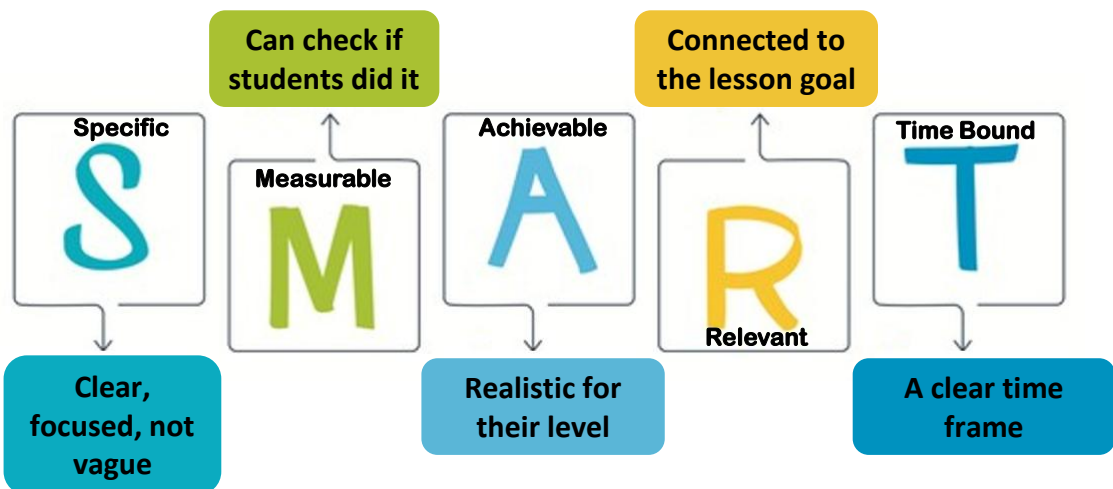 Can check if
students did it
Connected to
the lesson goal
Specific
S
Measurable
M
Achievable
A
Relevant
R
Time Bound
T
Clear,
focused, not
vague
Realistic for
their level
A clear time
frame